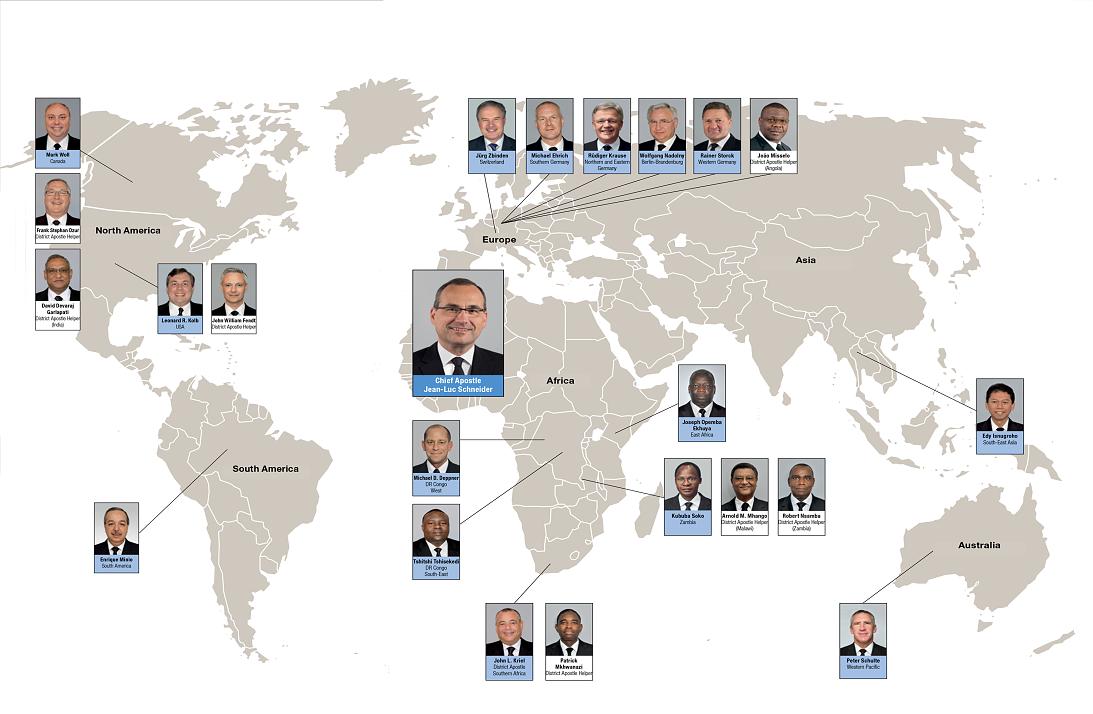 Mark Woll
Canada
Frank Stephan Dzur
District Apostle Helper
David Devaraj
Garlapati
District Apostle Helper
(India)
North America
Leonard R. Kolb
USA
John William Fendt
District Apostle Helper
Jürg Zbinden
Switzerland
Michael Ehrich
Southern Germany
Rüdiger Krause
Northern and Eastern
Germany
Wolfgang Nadolny
Berlin-Brandenburg
Rainer Storck
Western Germany
João Misselo
District Apostle Helper
(Angola)
Europe
Asia
Chief Apostle
Jean-Luc Schneider
Africa
Joseph Opemba
Ekhuya
East Africa
Edy Isnugroho
South-East Asia
South America
Enrique Minio
South America
Michael D. Deppner
DR Congo
West
Tshitshi Tshisekedi
DR Congo
South-East
Kububa Soko
Zambia
Arnold M. Mhango
District Apostle Helper
(Malawi)
Robert Nsamba
District Apostle Helper
(Zambia)
Australia
John L. Kriel
District Apostle
Southern Africa
Patrick
Mkhwanazi
District Apostle Helper
Peter Schulte
Western Pacific